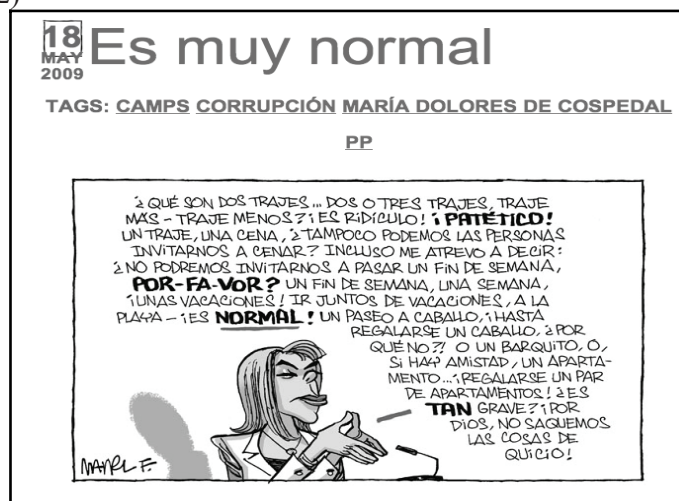 18
MAY
2009
Es muy normal
TAGS: CAMPS CORRUPCIÓN MARÍA DOLORES DE COSPEDAL
PP
¿QUÉ SON DOS TRAJES... DOS O TRES TRAJES, TRAJE
MÁS - TRAJE MENOS? ¡ES RIDÍCULO! ¡PATÉTICO!
UN TRAJE, UNA CENA, ¿TAMPOCO PODEMOS LAS PERSONAS
INVITARNOS A CENAR? INCLUSO ME ATREVO A DECIR:
¿NO PODREMOS INVITARNOS A PASAR UN FIN DE SEMANA,
POR-FA-VOR? UN FIN DE SEMANA, UNA SEMANA,
¡UNAS VACACIONES! IR JUNTOS DE VACACIONES, A LA
PLAYA - ¡ES NORMAL! UN PASEO A CABALLO, ¡HASTA
REGALARSE UN CABALLO, ¿POR
QUÉ NO?! O UN BARQUITO, O,
SI HAY AMISTAD, UN APARTA-
MENTO... ¡REGALARSE UN PAR
DE APARTAMENTOS! ¿ES
TAN GRAVE? ¡POR
DIOS, NO SAQUEMOS
LAS COSAS DE
QUICIO!
MANEL F.